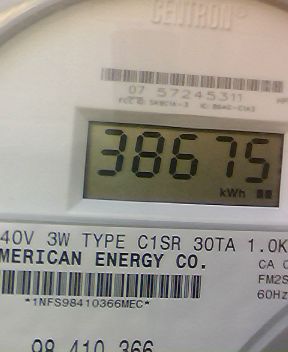 CENTRON®
07 57245311
38675
kWh
40V 3W TYPE C1SR 30TA 1.0K
MERICAN ENERGY CO.
CA
FM2S
60Hz
*1NFS98410366MEC*
98 410 366